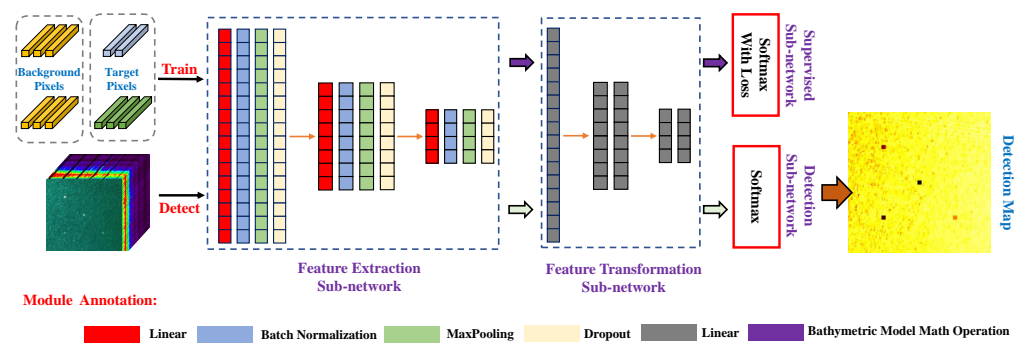 Background
Pixels
Target
Pixels
Train
Detect
Feature Extraction
Sub-network
Feature Transformation
Sub-network
Softmax
With Loss
Supervised
Sub-network
Softmax
Detection
Sub-network
Detection Map
Module Annotation:
Linear
Batch Normalization
MaxPooling
Dropout
Linear
Bathymetric Model Math Operation